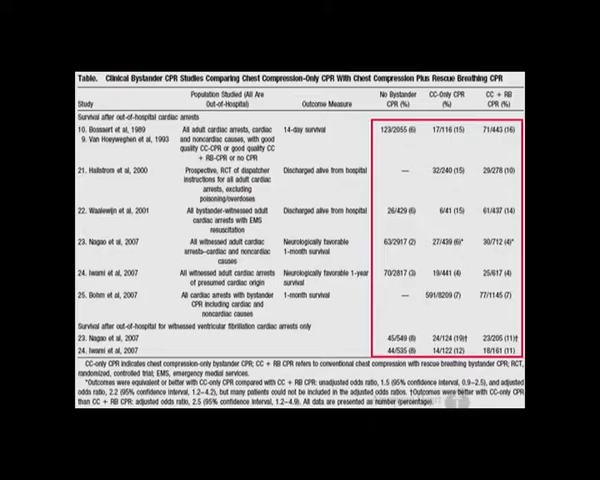 Table. Clinical Bystander CPR Studies Comparing Chest Compression-Only CPR With Chest Compression Plus Rescue Breathing CPR
Study Population Studied (All Are Out-of-Hospital) Outcome Measure No Bystander CPR (%) CC-Only CPR (%) CC + RB CPR (%)
Survival after out-of-hospital cardiac arrests
10. Bossaert et al, 1989 All adult cardiac arrests, cardiac 14-day survival 123/2055 (6) 17/116 (15) 71/443 (16)
9. Van Hoeyweghen et al, 1993 and noncardiac causes, with good
quality CC-CPR or good quality CC
+ RB-CPR or no CPR
21. Hallstrom et al, 2000 Prospective, RCT of dispatcher Discharged alive from hospital — 32/240 (15) 29/278 (10)
instructions for all adult cardiac
arrests, excluding
poisoning/overdoses
22. Waalewijn et al, 2001 All bystander-witnessed adult Discharged alive from hospital 26/429 (6) 6/41 (15) 61/437 (14)
cardiac arrests with EMS
resuscitation
23. Nagao et al, 2007 All witnessed adult cardiac Neurologically favorable 63/2917 (2) 27/439 (6)* 30/712 (4)*
arrests–cardiac and noncardiac 1-month survival
causes
24. Iwami et al, 2007 All witnessed adult cardiac arrests Neurologically favorable 1-year 70/2817 (3) 19/441 (4) 25/617 (4)
of presumed cardiac origin survival
25. Bohm et al, 2007 All cardiac arrests with bystander 1-month survival — 591/8209 (7) 77/1145 (7)
CPR including cardiac and
noncardiac causes
Survival after out-of-hospital for witnessed ventricular fibrillation cardiac arrests only
23. Nagao et al, 2007 45/549 (8) 24/124 (19)† 23/205 (11)†
24. Iwami et al, 2007 44/535 (8) 14/122 (12) 18/161 (11)
CC-only CPR indicates chest compression-only bystander CPR; CC + RB CPR refers to conventional chest compression with rescue breathing bystander CPR; RCT,
randomized, controlled trial; EMS, emergency medial services.
*Outcomes were equivalent or better with CC-only CPR compared with CC + RB CPR: unadjusted odds ratio, 1.5 (95% confidence interval, 0.9–2.5), and adjusted
odds ratio, 2.2 (95% confidence interval, 1.2–4.2), but many patients could not be included in the adjusted odds ratios. †Outcomes were better with CC-only CPR
than CC + RB CPR: adjusted odds ratio, 2.5 (95% confidence interval, 1.2–4.9). All data are presented as number (percentage).